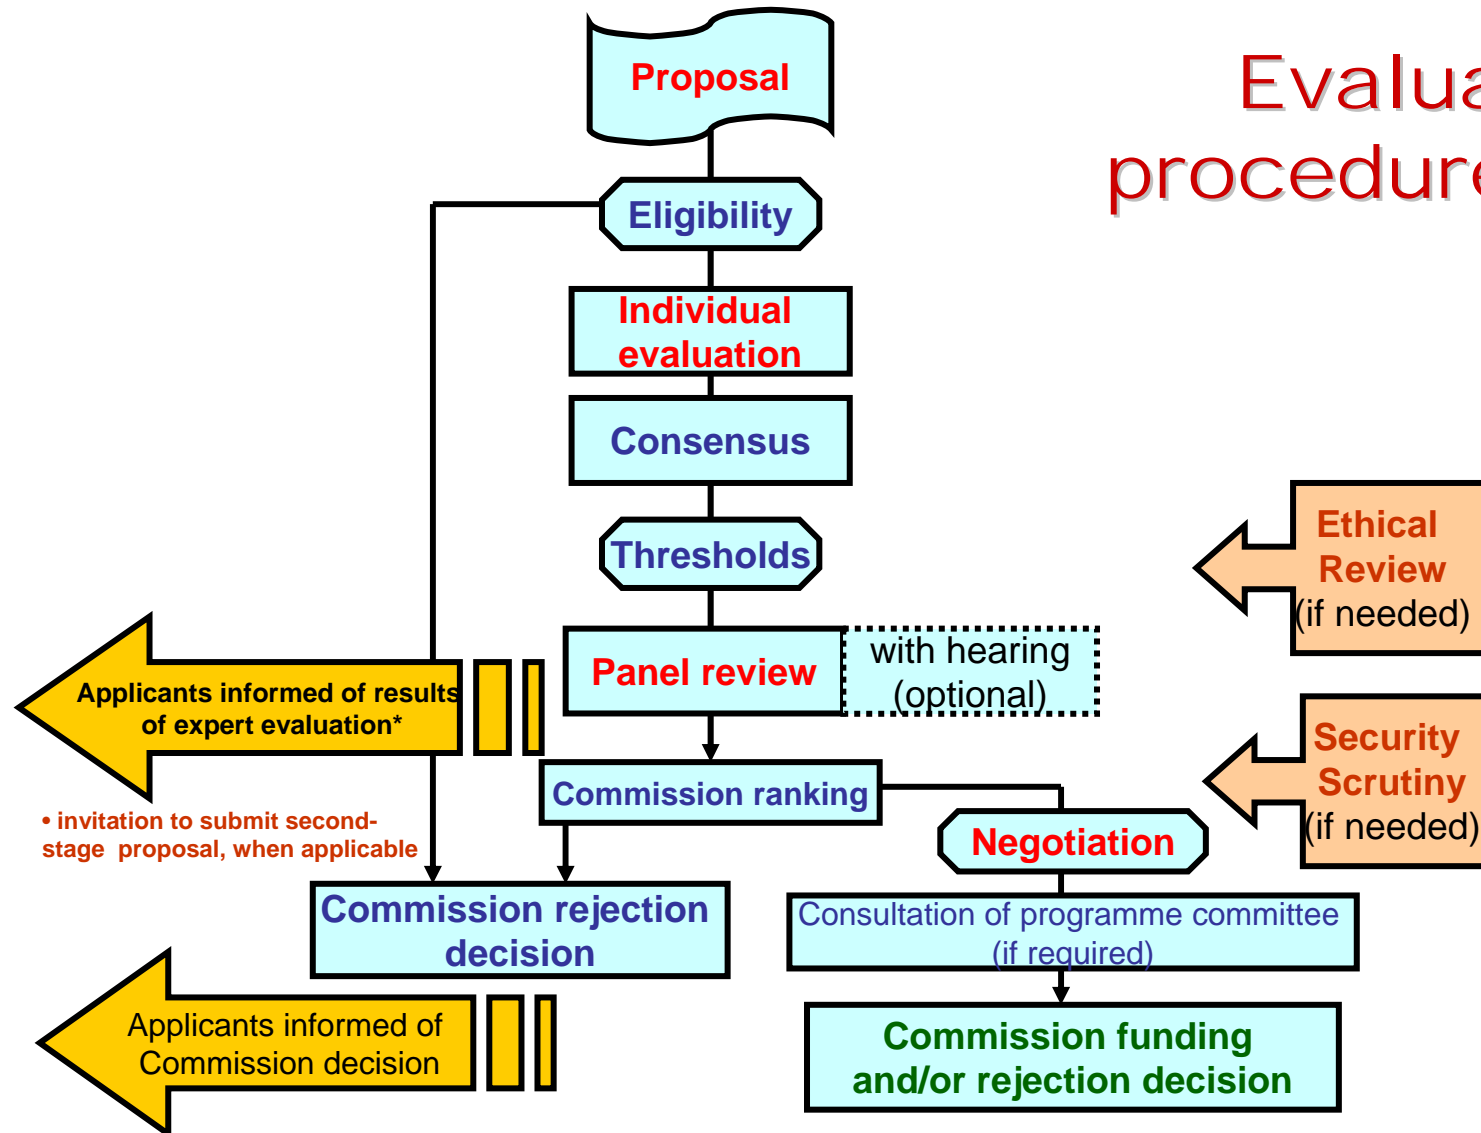 Proposal
Evalua
procedure
Eligibility
Individual
evaluation
Consensus
Thresholds
Ethical
Review
(if needed)
Panel review
with hearing
(optional)
Applicants informed of results
of expert evaluation*
Security
Scrutiny
(if needed)
Commission ranking
• invitation to submit second-
stage proposal, when applicable
Negotiation
Commission rejection
decision
Consultation of programme committee
(if required)
Applicants informed of
Commission decision
Commission funding
and/or rejection decision